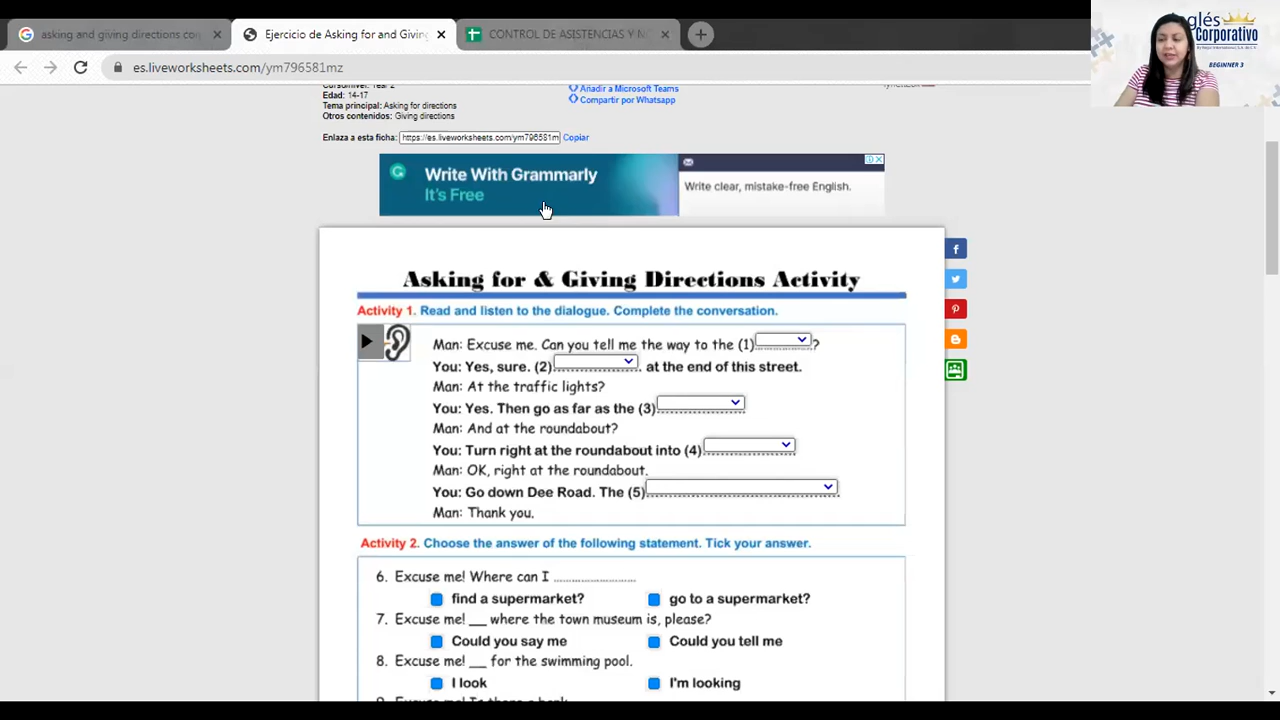 asking and giving directions co
Ejercicio de Asking for and Givin
CONTROL DE ASISTENCIAS Y N
es.liveworksheets.com/ym796581mz
Inglés
Corporativo
BEGINNER 3
Edad: 14-17
Tema principal: Asking for directions
Otros contenidos: Giving directions
Añadir a Microsoft Teams
Compartir por Whatsapp
Enlaza a esta ficha: https://es.liveworksheets.com/ym796581m Copiar
Write With Grammarly
It's Free
Write clear, mistake-free English.
Asking for & Giving Directions Activity
Activity 1. Read and listen to the dialogue. Complete the conversation.
Man: Excuse me. Can you tell me the way to the (1) ?
You: Yes, sure. (2) . at the end of this street.
Man: At the traffic lights?
You: Yes. Then go as far as the (3)
Man: And at the roundabout?
You: Turn right at the roundabout into (4)
Man: OK, right at the roundabout.
You: Go down Dee Road. The (5)
Man: Thank you.
Activity 2. Choose the answer of the following statement. Tick your answer.
6. Excuse me! Where can I ........................
find a supermarket? go to a supermarket?
7. Excuse me! __ where the town museum is, please?
Could you say me Could you tell me
8. Excuse me! __ for the swimming pool.
I look I'm looking